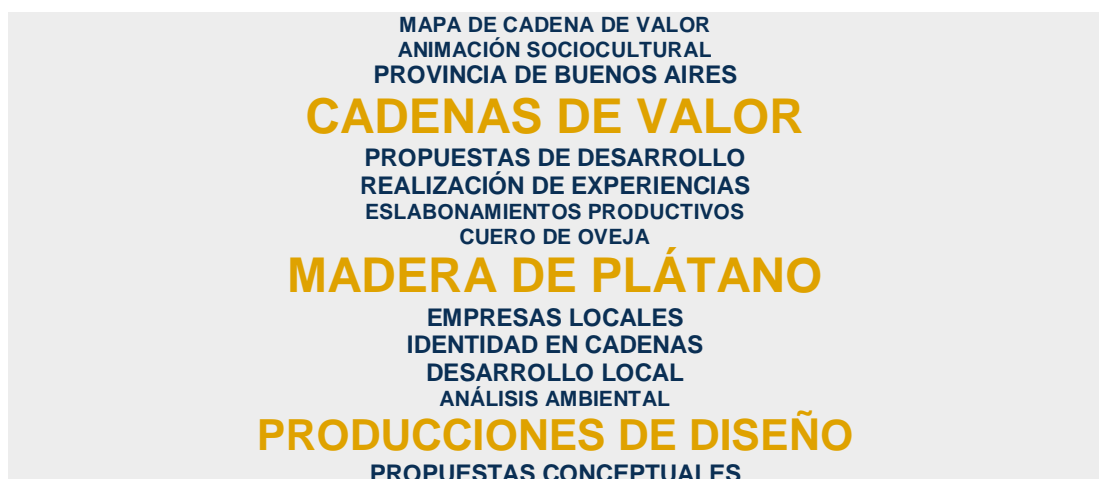 MAPA DE CADENA DE VALOR
ANIMACIÓN SOCIOCULTURAL
PROVINCIA DE BUENOS AIRES
CADENAS DE VALOR
PROPUESTAS DE DESARROLLO
REALIZACIÓN DE EXPERIENCIAS
ESLABONAMIENTOS PRODUCTIVOS
CUERO DE OVEJA
MADERA DE PLÁTANO
EMPRESAS LOCALES
IDENTIDAD EN CADENAS
DESARROLLO LOCAL
ANÁLISIS AMBIENTAL
PRODUCCIONES DE DISEÑO
PROPUESTAS CONCEPTUALES